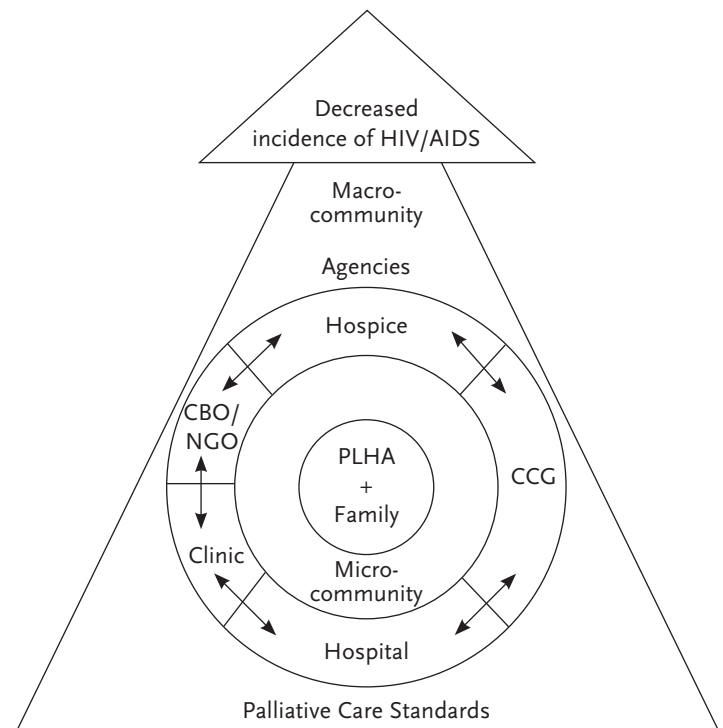 Decreased
incidence of HIV/AIDS
Macro-
community
Agencies
Hospice
CBO/
NGO
PLHA
+
Family
CCG
Clinic
Micro-
community
Hospital
Palliative Care Standards